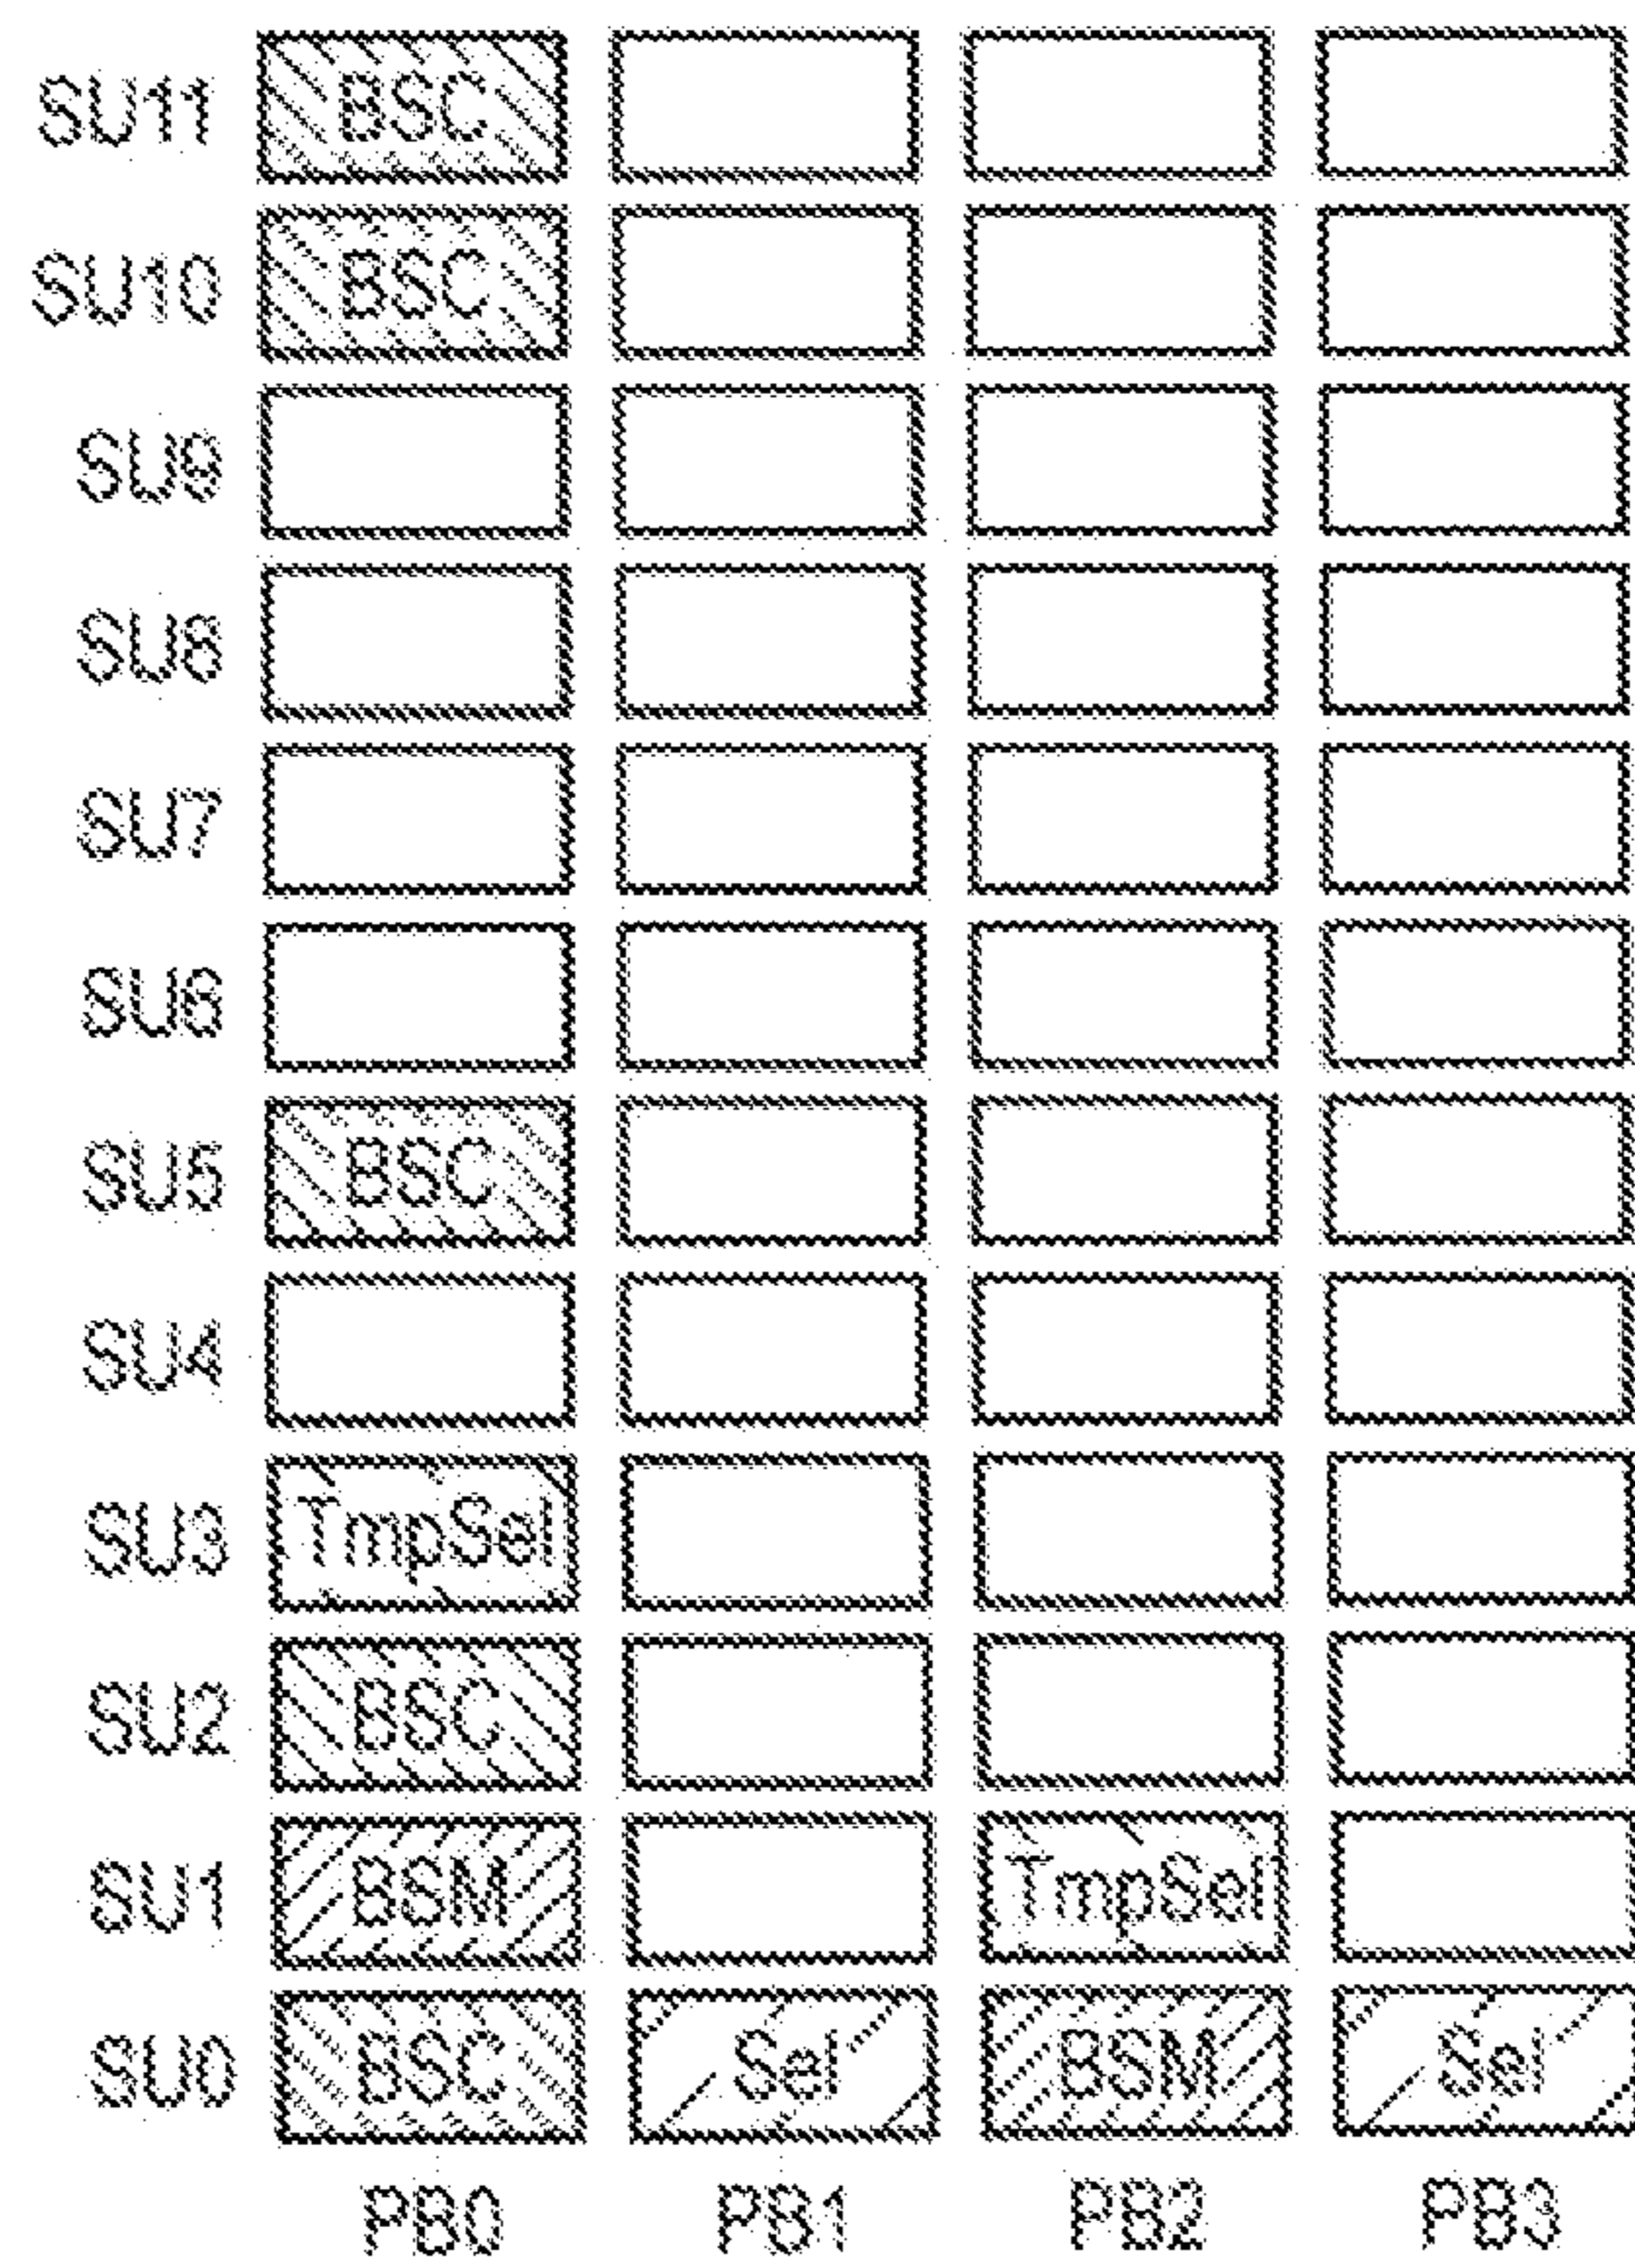 SU11 BSC
SU10 BSC
SU9
SU8
SU7
SU6
SU5 BSC
SU4
SU3 TmpSel
SU2 BSC
SU1 BSM TmpSel
SU0 BSC Sel BSM Sel
PB0 PB1 PB2 PB3